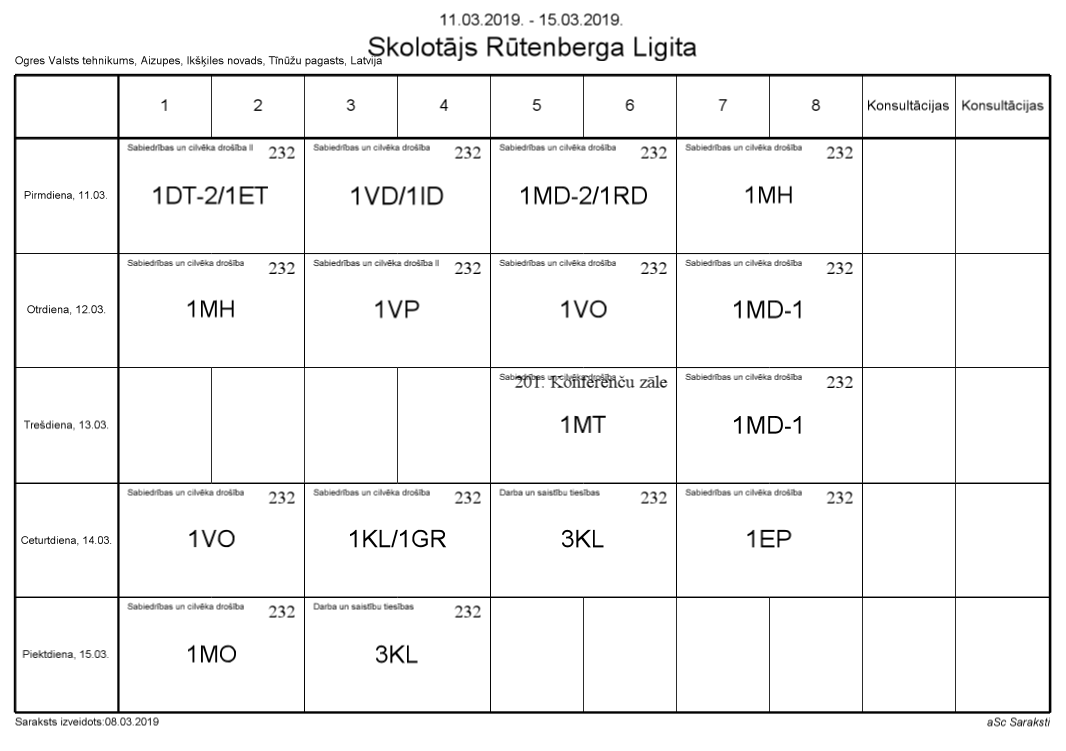 11.03.2019. - 15.03.2019.
Skolotājs Rūtenberga Ligita
Ogres Valsts tehnikums, Aizupes, Ikšķiles novads, Tīnūžu pagasts, Latvija
1 2 3 4 5 6 7 8 Konsultācijas Konsultācijas
Pirmdiena, 11.03.
Sabiedrības un cilvēka drošība II 232
1DT-2/1ET
Sabiedrības un cilvēka drošība 232
1VD/1ID
Sabiedrības un cilvēka drošība 232
1MD-2/1RD
Sabiedrības un cilvēka drošība 232
1MH
Otrdiena, 12.03.
Sabiedrības un cilvēka drošība 232
1MH
Sabiedrības un cilvēka drošība II 232
1VP
Sabiedrības un cilvēka drošība 232
1VO
Sabiedrības un cilvēka drošība 232
1MD-1
Trešdiena, 13.03.
Sabiedrības un cilvēka drošība
201. Konferenču zāle
1MT
Sabiedrības un cilvēka drošība 232
1MD-1
Ceturtdiena, 14.03.
Sabiedrības un cilvēka drošība 232
1VO
Sabiedrības un cilvēka drošība 232
1KL/1GR
Darba un saistību tiesības 232
3KL
Sabiedrības un cilvēka drošība 232
1EP
Piektdiena, 15.03.
Sabiedrības un cilvēka drošība 232
1MO
Darba un saistību tiesības 232
3KL
Saraksts izveidots:08.03.2019
aSc Saraksti